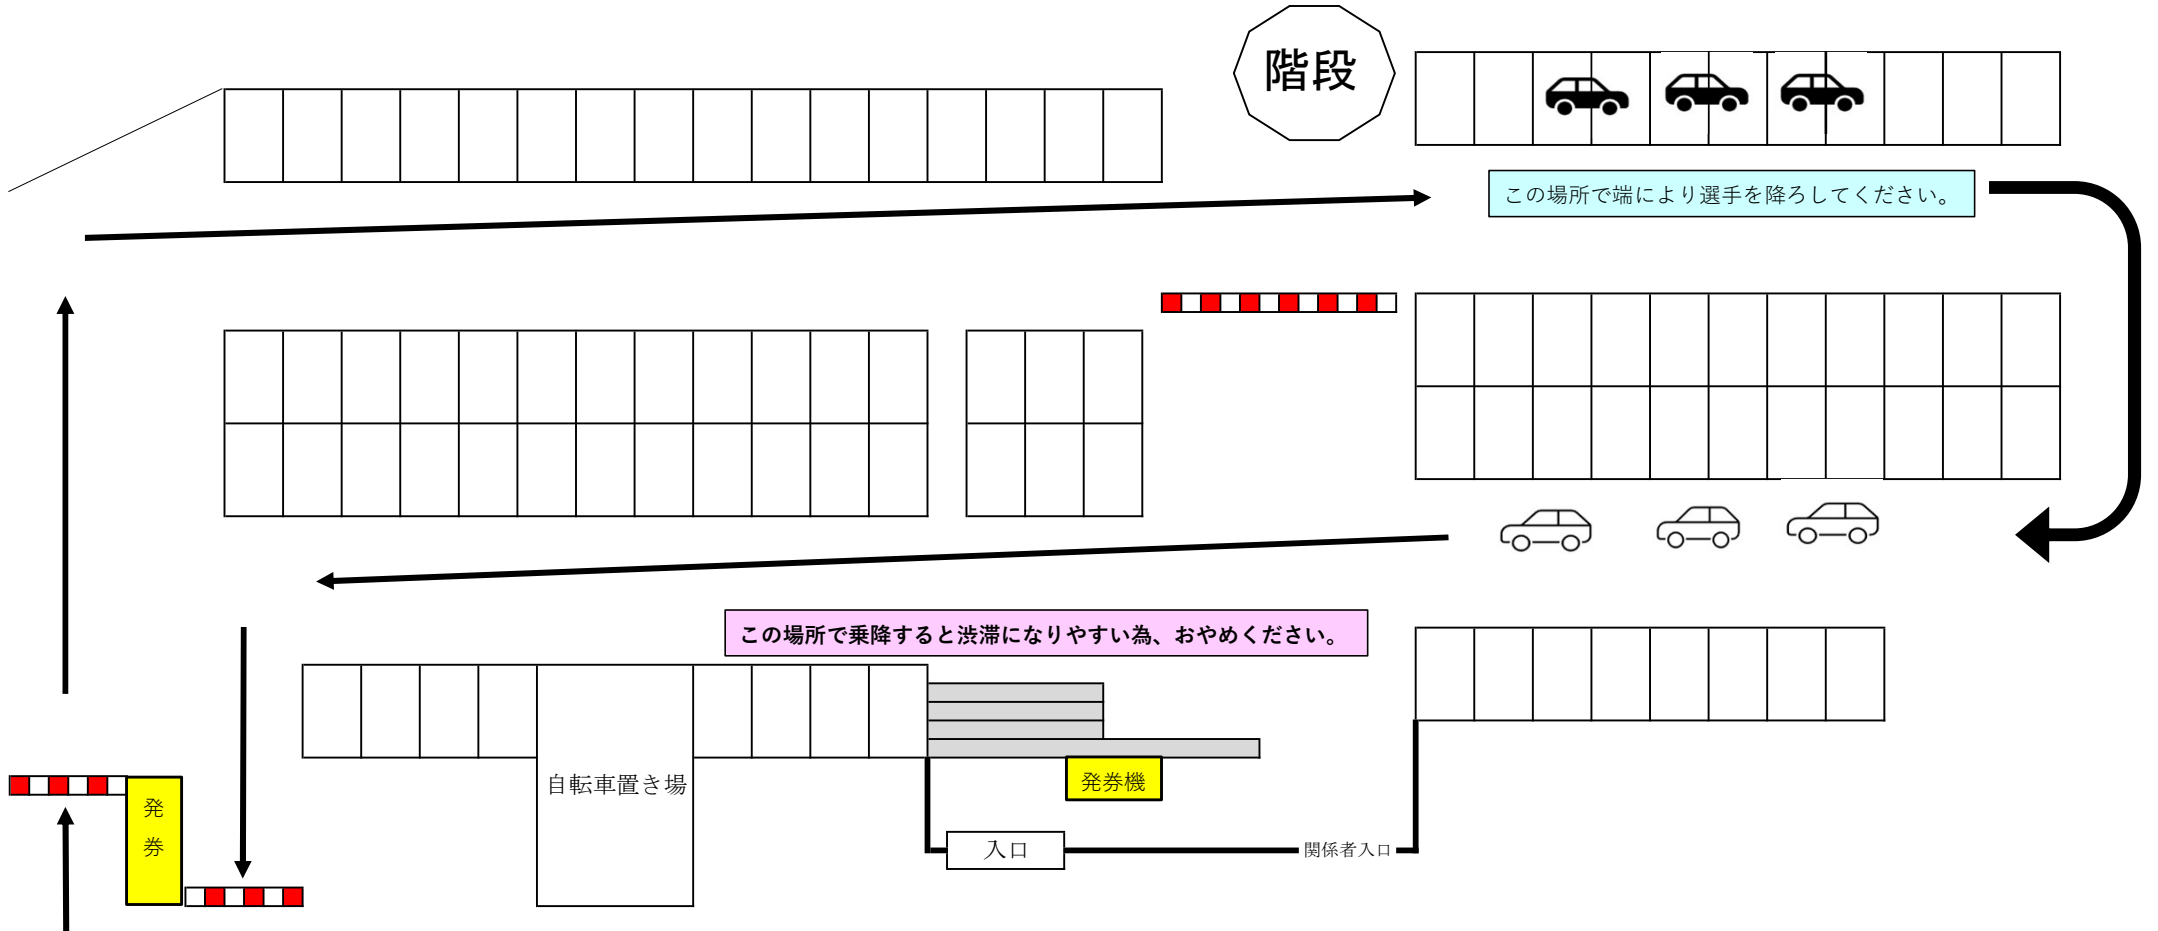 階段
この場所で端により選手を降ろしてください。
この場所で乗降すると渋滞になりやすい為、おやめください。
自転車置き場
発券機
発
券
入口
関係者入口